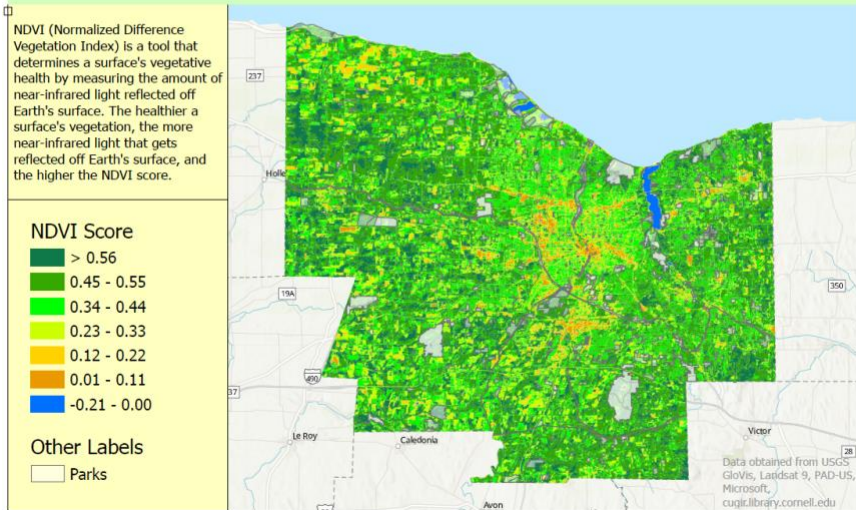 NDVI (Normalized Difference
Vegetation Index) is a tool that
determines a surface's vegetative
health by measuring the amount of
near-infrared light reflected off
Earth's surface. The healthier a
surface's vegetation, the more
near-infrared light that gets
reflected off Earth's surface, and
the higher the NDVI score.
NDVI Score
> 0.56
0.45 - 0.55
0.34 - 0.44
0.23 - 0.33
0.12 - 0.22
0.01 - 0.11
-0.21 - 0.00
Other Labels
Parks
237
Holle
19A
490
37
Le Roy
Caledonia
Avon
350
Victor
28
Data obtained from USGS
GloVis, Landsat 9, PAD-US,
Microsoft,
cugir.library.cornell.edu